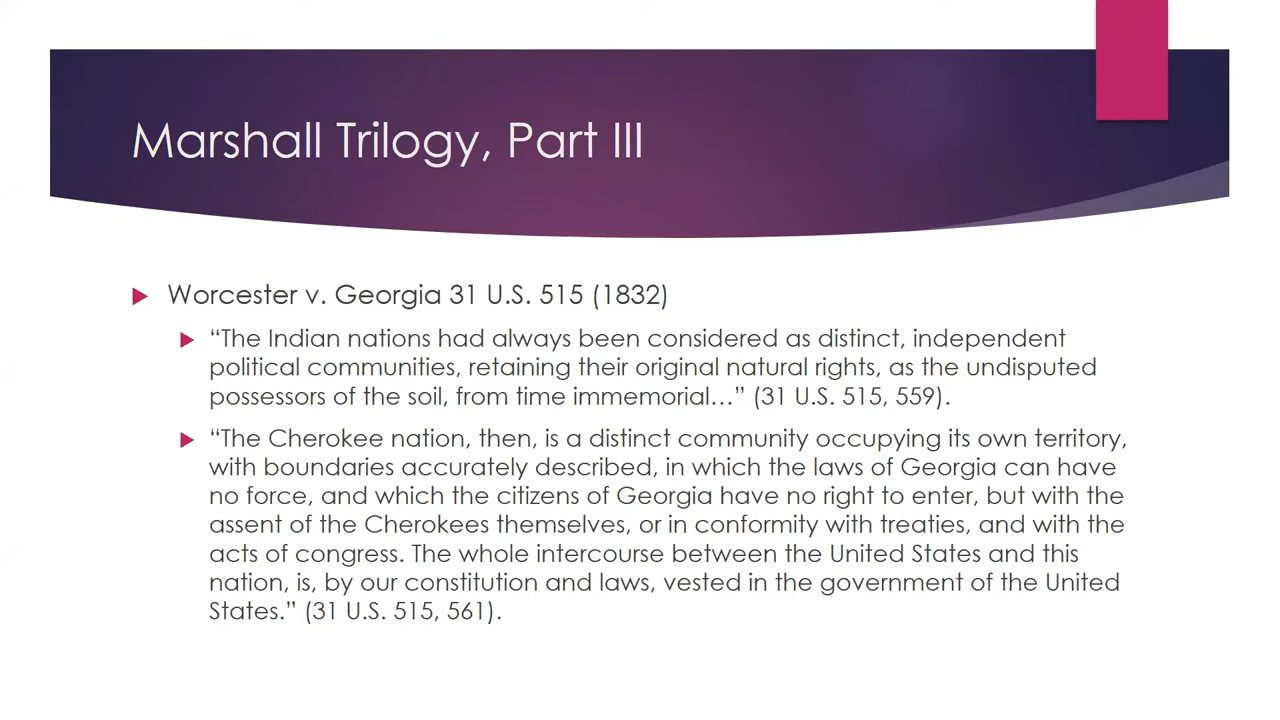 Marshall Trilogy, Part III
Worcester v. Georgia 31 U.S. 515 (1832)
“The Indian nations had always been considered as distinct, independent
political communities, retaining their original natural rights, as the undisputed
possessors of the soil, from time immemorial…” (31 U.S. 515, 559).
“The Cherokee nation, then, is a distinct community occupying its own territory,
with boundaries accurately described, in which the laws of Georgia can have
no force, and which the citizens of Georgia have no right to enter, but with the
assent of the Cherokees themselves, or in conformity with treaties, and with the
acts of congress. The whole intercourse between the United States and this
nation, is, by our constitution and laws, vested in the government of the United
States.” (31 U.S. 515, 561).